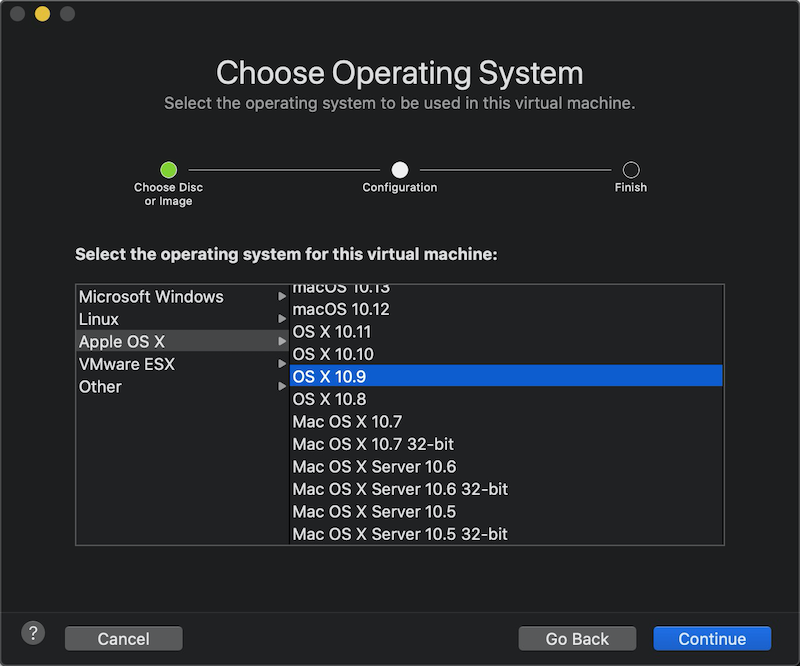 Choose Operating System
Select the operating system to be used in this virtual machine.
Choose Disc
or Image
Configuration
Finish
Select the operating system for this virtual machine:
Microsoft Windows
Linux
Apple OS X
VMware ESX
Other
macOS 10.13
macOS 10.12
OS X 10.11
OS X 10.10
OS X 10.9
OS X 10.8
Mac OS X 10.7
Mac OS X 10.7 32-bit
Mac OS X Server 10.6
Mac OS X Server 10.6 32-bit
Mac OS X Server 10.5
Mac OS X Server 10.5 32-bit
?
Cancel
Go Back
Continue